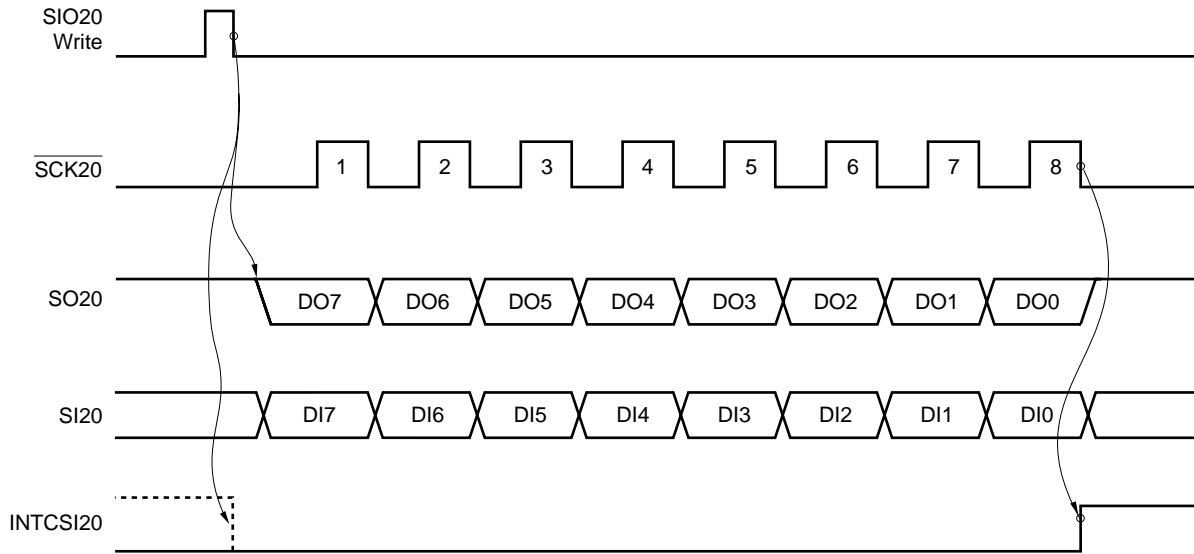 SIO20
Write
SCK20
1 2 3 4 5 6 7 8
SO20
DO7 DO6 DO5 DO4 DO3 DO2 DO1 DO0
SI20
DI7 DI6 DI5 DI4 DI3 DI2 DI1 DI0
INTCSI20